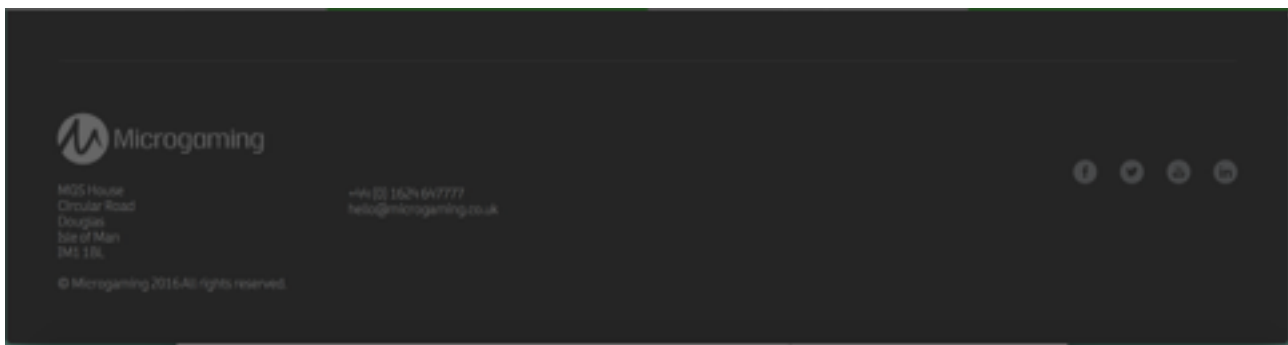 Microgaming
MGS House
Circular Road
Douglas
Isle of Man
IM1 1BL
+44 (0) 1624 647777
hello@microgaming.co.uk
© Microgaming 2016 All rights reserved.